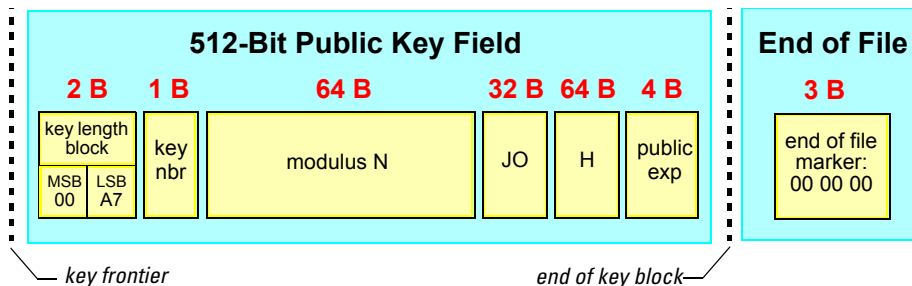 512-Bit Public Key Field
End of File
2 B 1 B 64 B 32 B 64 B 4 B
3 B
key length
block
MSB
00
LSB
A7
key
nbr
modulus N
JO
H
public
exp
end of file
marker:
00 00 00
key frontier
end of key block